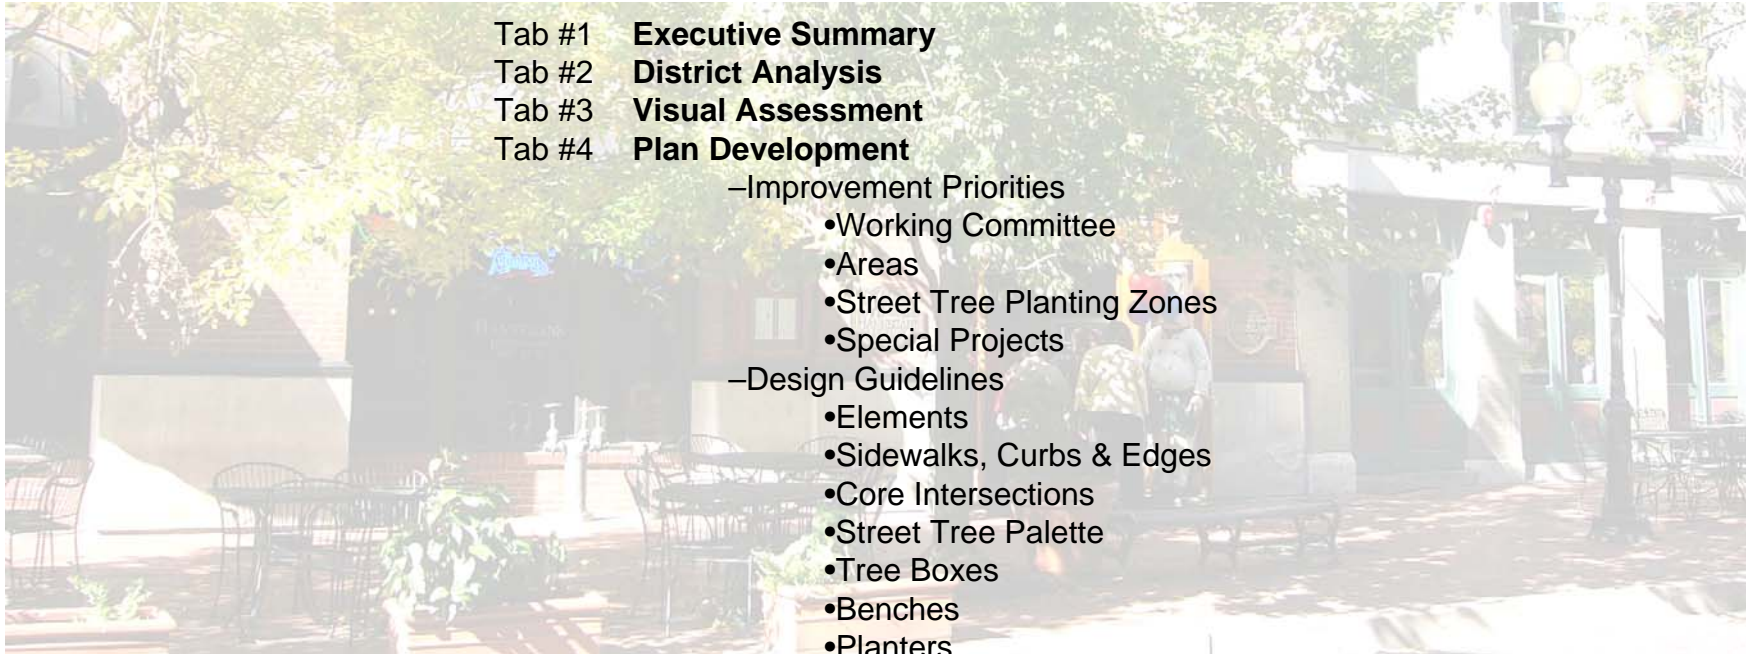 Tab #1 Executive Summary
Tab #2 District Analysis
Tab #3 Visual Assessment
Tab #4 Plan Development
–Improvement Priorities
•Working Committee
•Areas
•Street Tree Planting Zones
•Special Projects
–Design Guidelines
•Elements
•Sidewalks, Curbs & Edges
•Core Intersections
•Street Tree Palette
•Tree Boxes
•Benches
•Planters